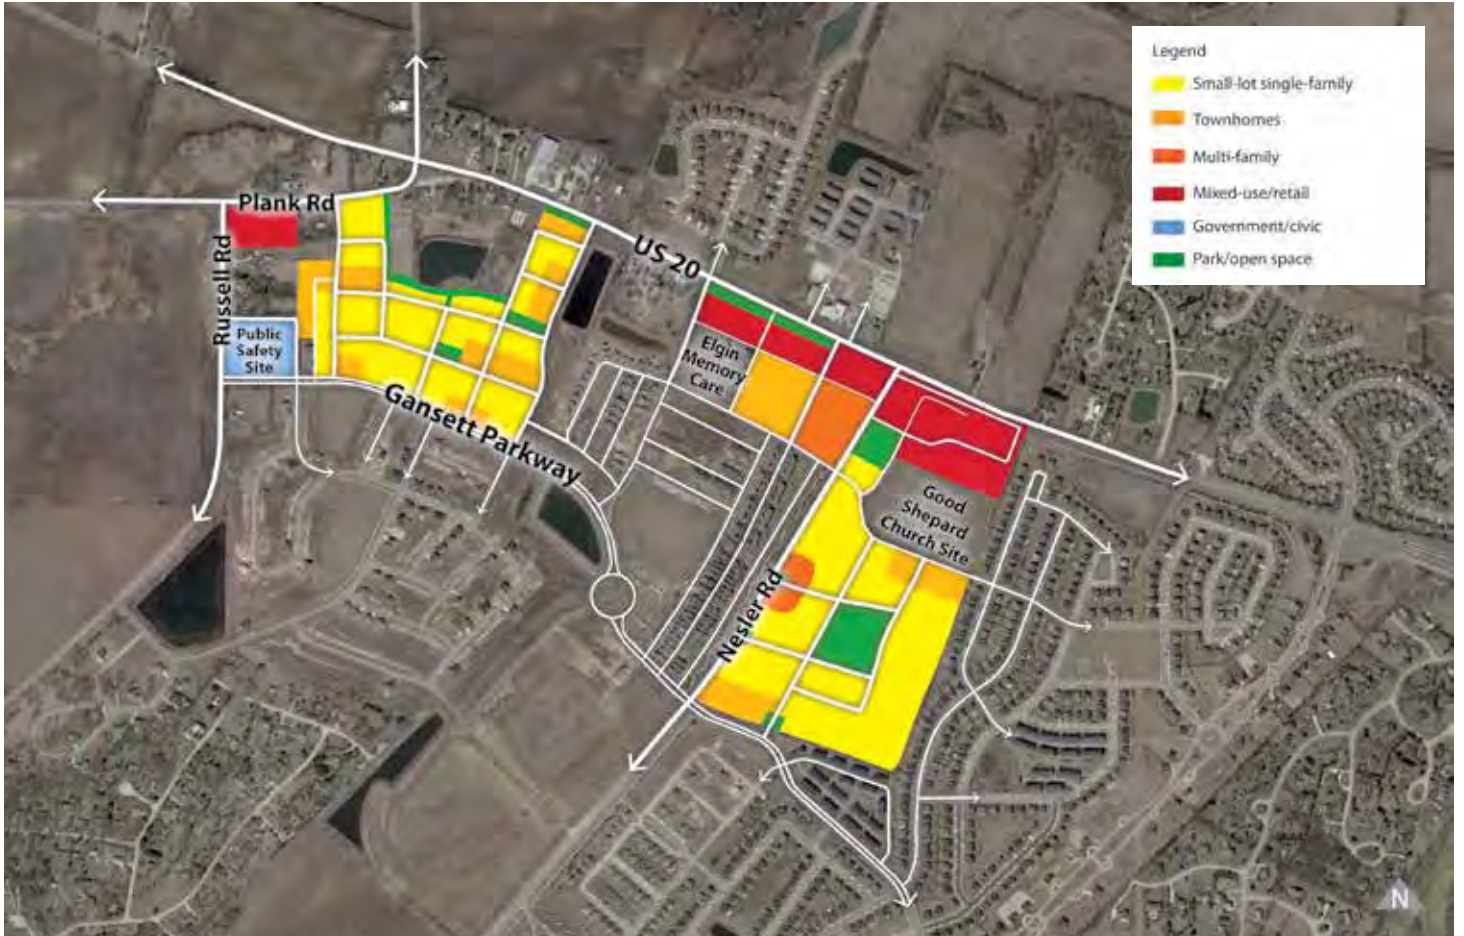 Legend
Small-lot single-family
Townhomes
Multi-family
Mixed-use/retail
Government/civic
Park/open space
Plank Rd
Russell Rd
US 20
Public
Safety
Site
Elgin
Memory
Care
Gansett Parkway
Good
Shepard
Church Site
Nesler Rd
N